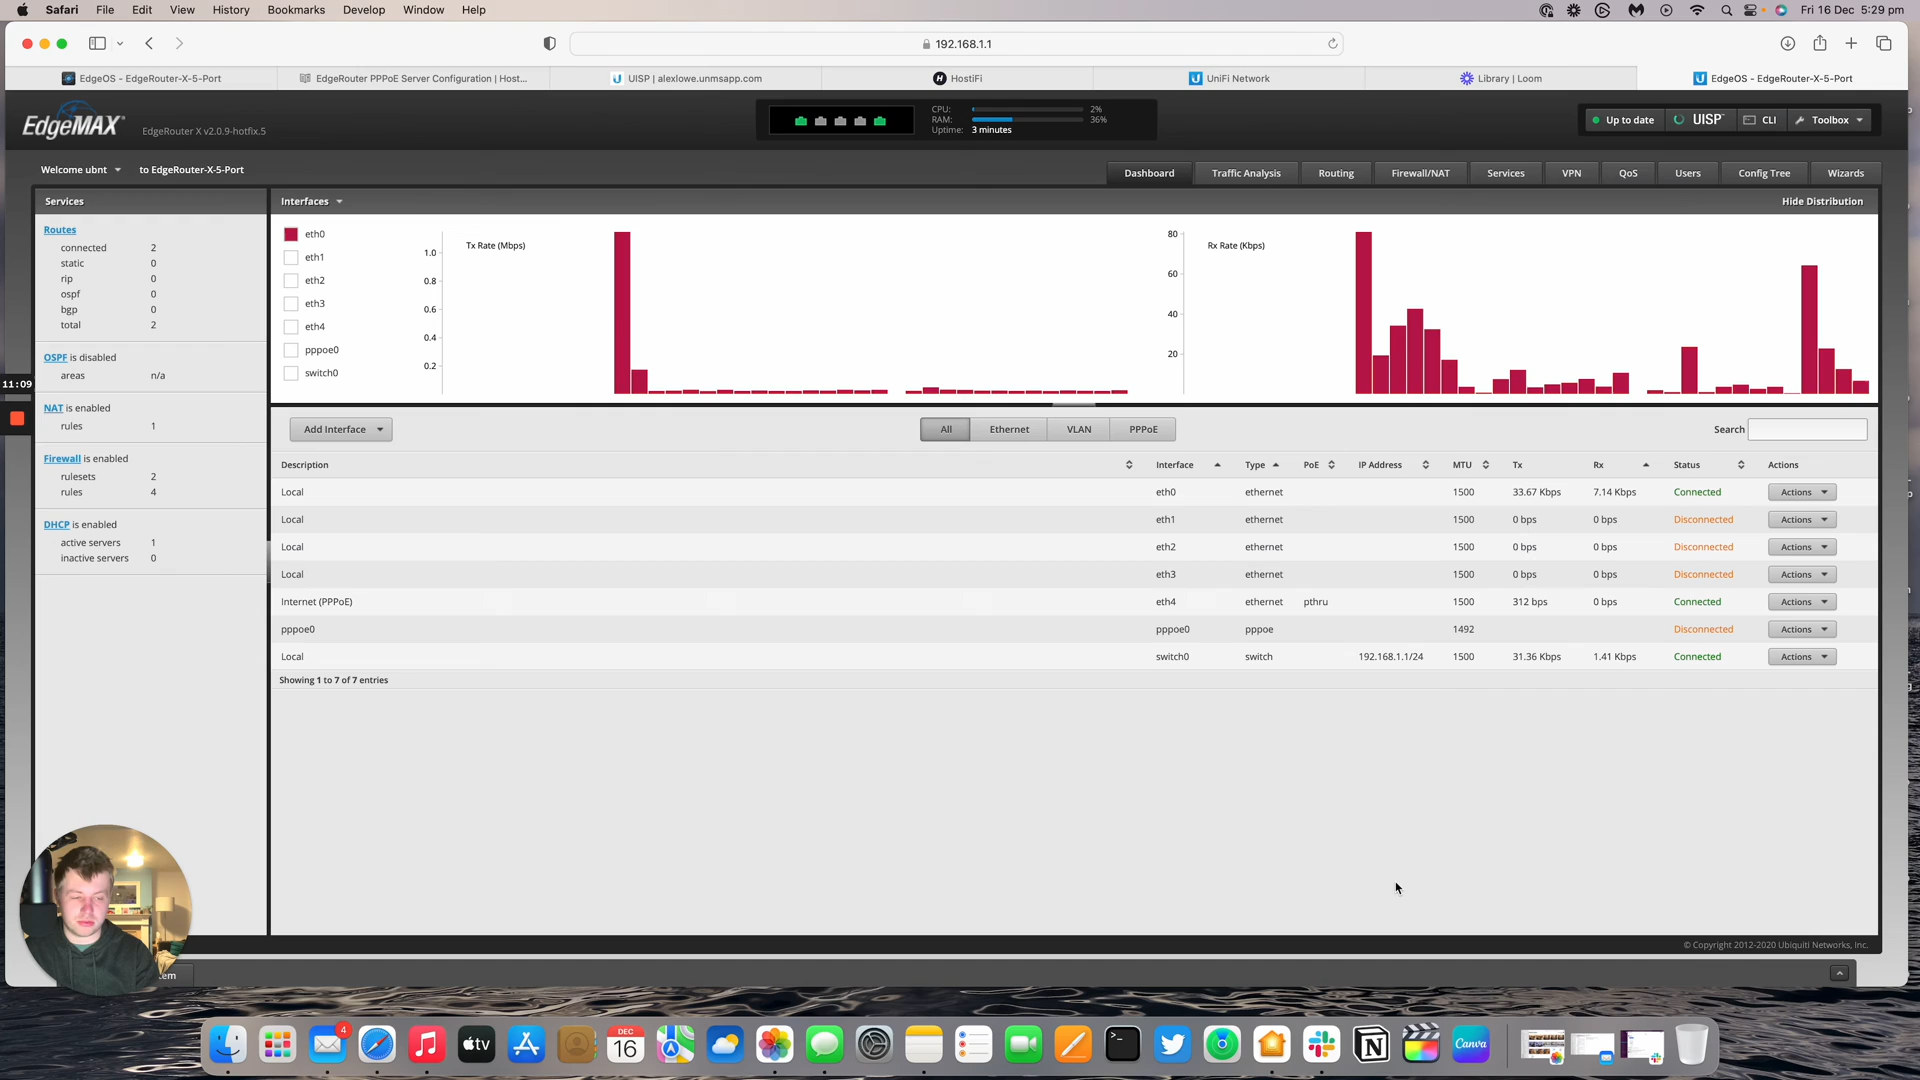 Safari File Edit View History Bookmarks Develop Window Help Fri 16 Dec 5:29 pm
192.168.1.1
EdgeOS - EdgeRouter-X-5-Port EdgeRouter PPPoE Server Configuration | Host... UISP | alexlowe.unmsapp.com HostiFi UniFi Network Library | Loom EdgeOS - EdgeRouter-X-5-Port
EdgeMAX EdgeRouter X v2.0.9-hotfix.5
CPU: 2%
RAM: 36%
Uptime: 3 minutes
Up to date UISP CLI Toolbox
Welcome ubnt to EdgeRouter-X-5-Port
Dashboard Traffic Analysis Routing Firewall/NAT Services VPN QoS Users Config Tree Wizards
Services
Routes
connected 2
static 0
rip 0
ospf 0
bgp 0
total 2
OSPF is disabled
areas n/a
NAT is enabled
rules 1
Firewall is enabled
rulesets 2
rules 4
DHCP is enabled
active servers 1
inactive servers 0
11:09
Interfaces Hide Distribution
eth0
eth1
eth2
eth3
eth4
pppoe0
switch0
Tx Rate (Mbps)
1.0
0.8
0.6
0.4
0.2
Rx Rate (Kbps)
80
60
40
20
Add Interface All Ethernet VLAN PPPoE Search
Description Interface Type PoE IP Address MTU Tx Rx Status Actions
Local eth0 ethernet 1500 33.67 Kbps 7.14 Kbps Connected Actions
Local eth1 ethernet 1500 0 bps 0 bps Disconnected Actions
Local eth2 ethernet 1500 0 bps 0 bps Disconnected Actions
Local eth3 ethernet 1500 0 bps 0 bps Disconnected Actions
Internet (PPPoE) eth4 ethernet pthru 1500 312 bps 0 bps Connected Actions
pppoe0 pppoe0 pppoe 1492 Disconnected Actions
Local switch0 switch 192.168.1.1/24 1500 31.36 Kbps 1.41 Kbps Connected Actions
Showing 1 to 7 of 7 entries
© Copyright 2012-2020 Ubiquiti Networks, Inc.
tem
4
tv
DEC
16
Canva